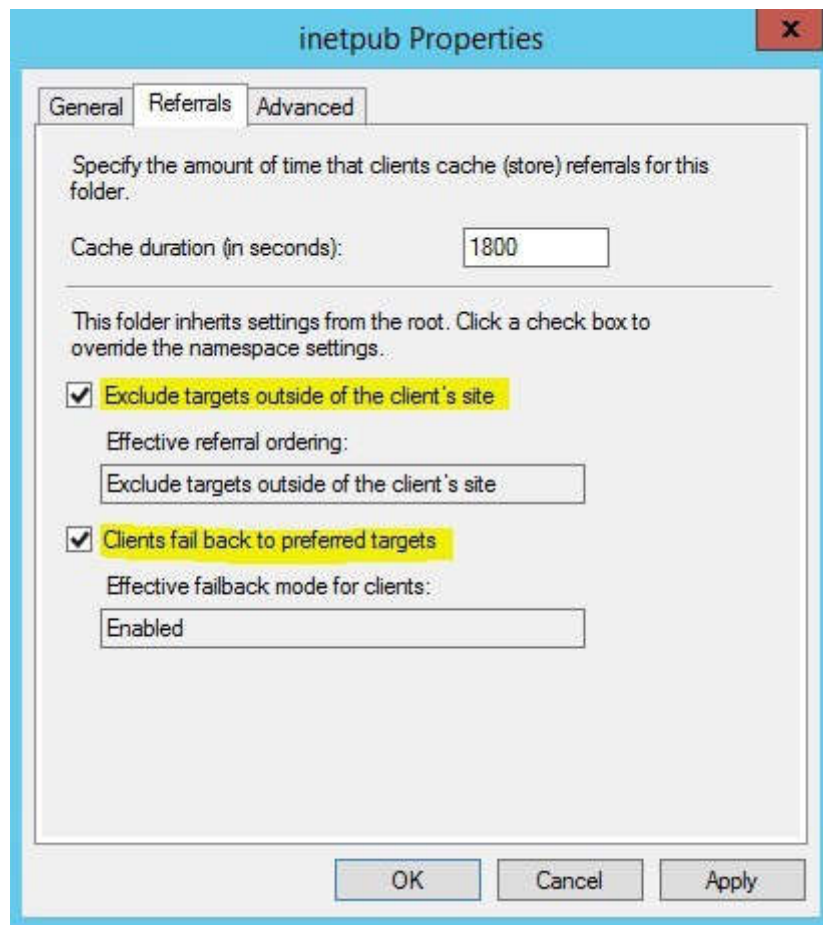 inetpub Properties
x
General Referrals Advanced
Specify the amount of time that clients cache (store) referrals for this
folder.
Cache duration (in seconds): 1800
This folder inherits settings from the root. Click a check box to
override the namespace settings.
Exclude targets outside of the client's site
Effective referral ordering:
Exclude targets outside of the client's site
Clients fail back to preferred targets
Effective failback mode for clients:
Enabled
OK Cancel Apply